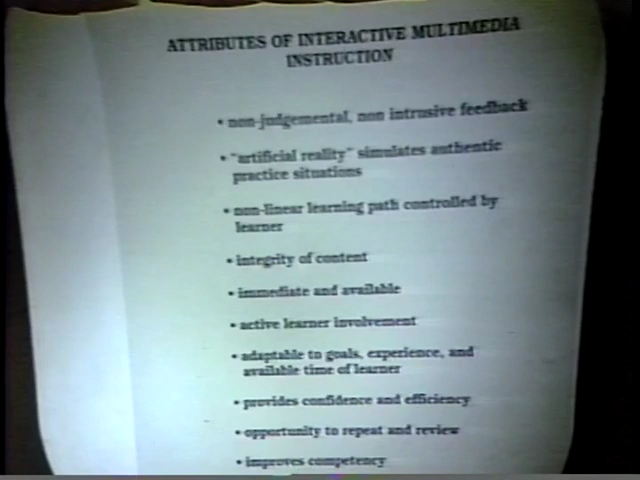 ATTRIBUTES OF INTERACTIVE MULTIMEDIA
INSTRUCTION
• non-judgemental, non intrusive feedback
• "artificial reality" simulates authentic
practice situations
• non-linear learning path controlled by
learner
• integrity of content
• immediate and available
• active learner involvement
• adaptable to goals, experience, and
available time of learner
• provides confidence and efficiency
• opportunity to repeat and review
• improves competency